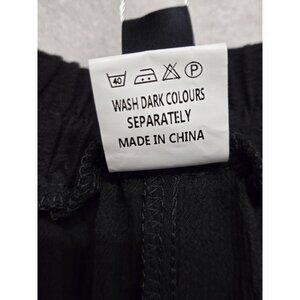 40 P
WASH DARK COLOURS
SEPARATELY
MADE IN CHINA